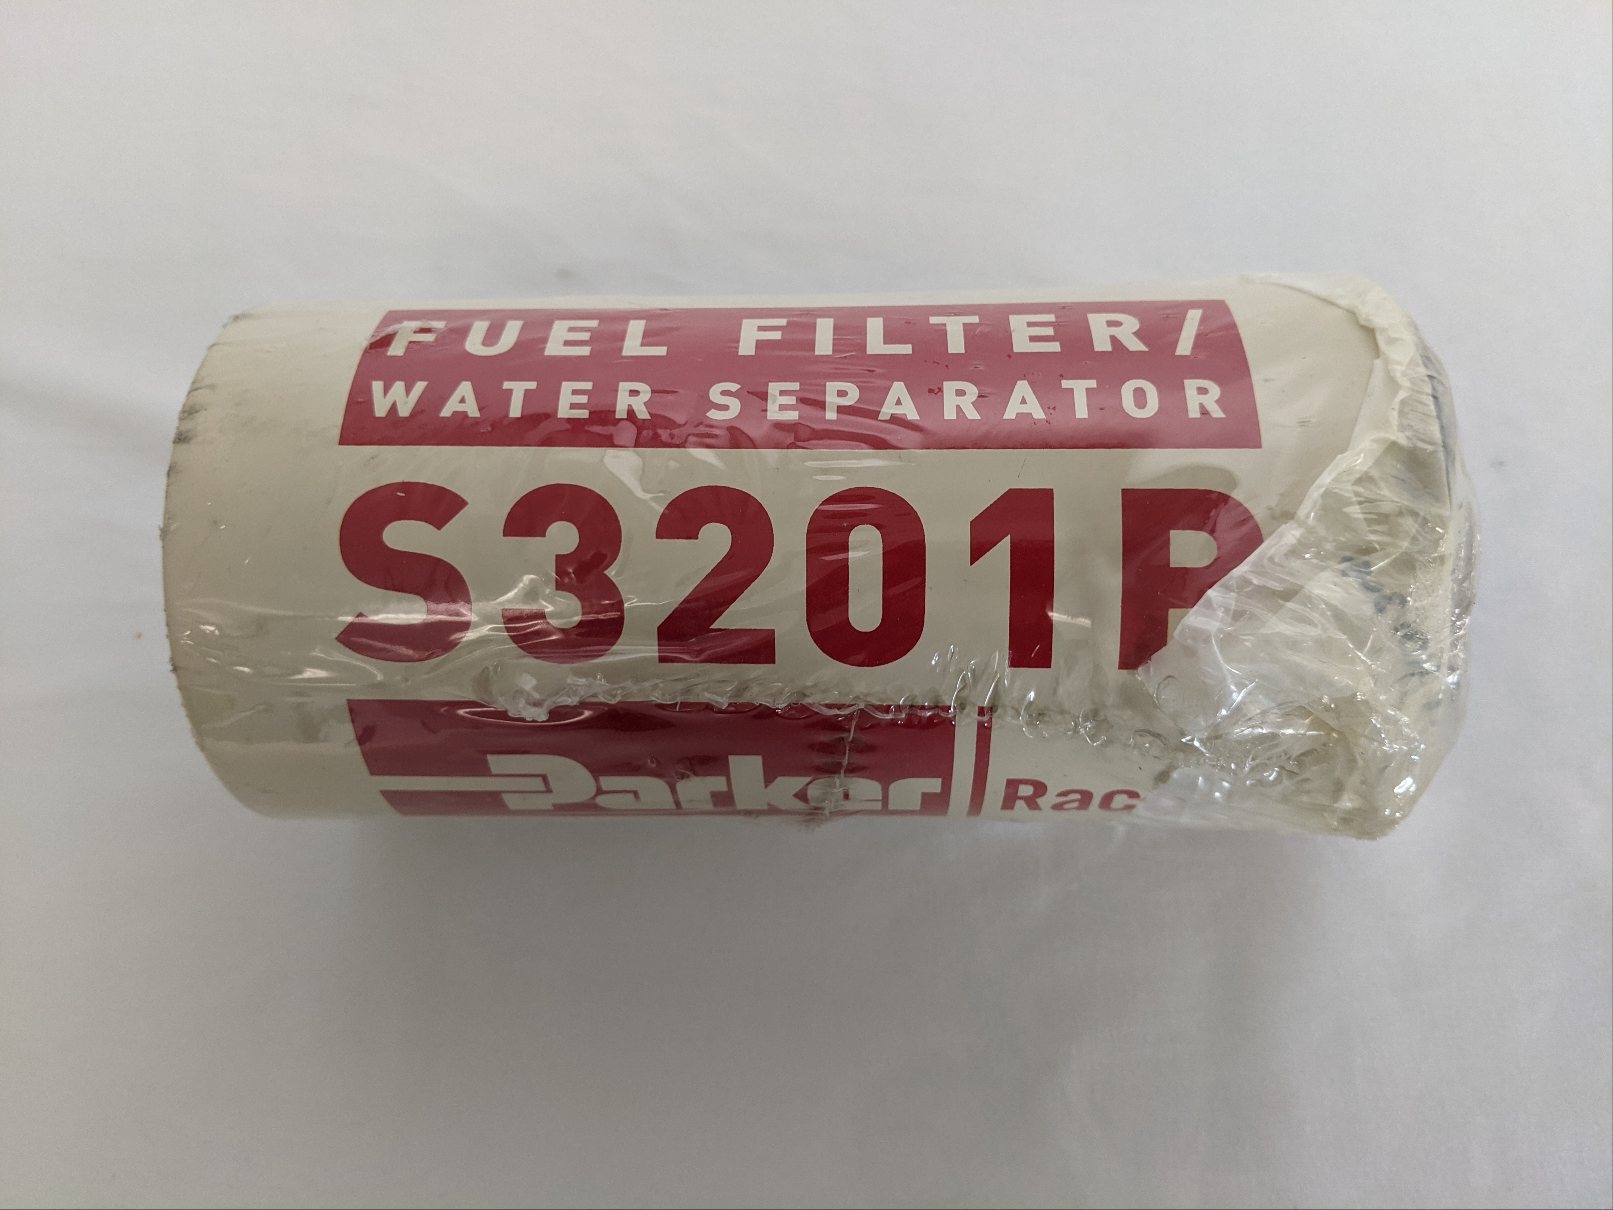 FUEL FILTER/
WATER SEPARATOR
S3201P
Parker Rac